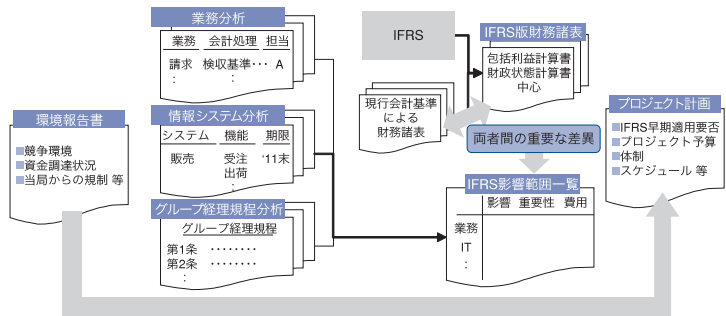 環境報告書
■競争環境
■資金調達状況
■当局からの規制 等
業務分析
業務 会計処理 担当
請求 検収基準･･･ A
:
情報システム分析
システム 機能 期限
販売 受注 '11末
出荷
:
グループ経理規程分析
グループ経理規程
第1条 ････････
第2条 ････････
:
IFRS
現行会計基準
による
財務諸表
IFRS版財務諸表
包括利益計算書
財政状態計算書
中心
両者間の重要な差異
IFRS影響範囲一覧
影響 重要性 費用
業務
IT
:
プロジェクト計画
■IFRS早期適用要否
■プロジェクト予算
■体制
■スケジュール 等